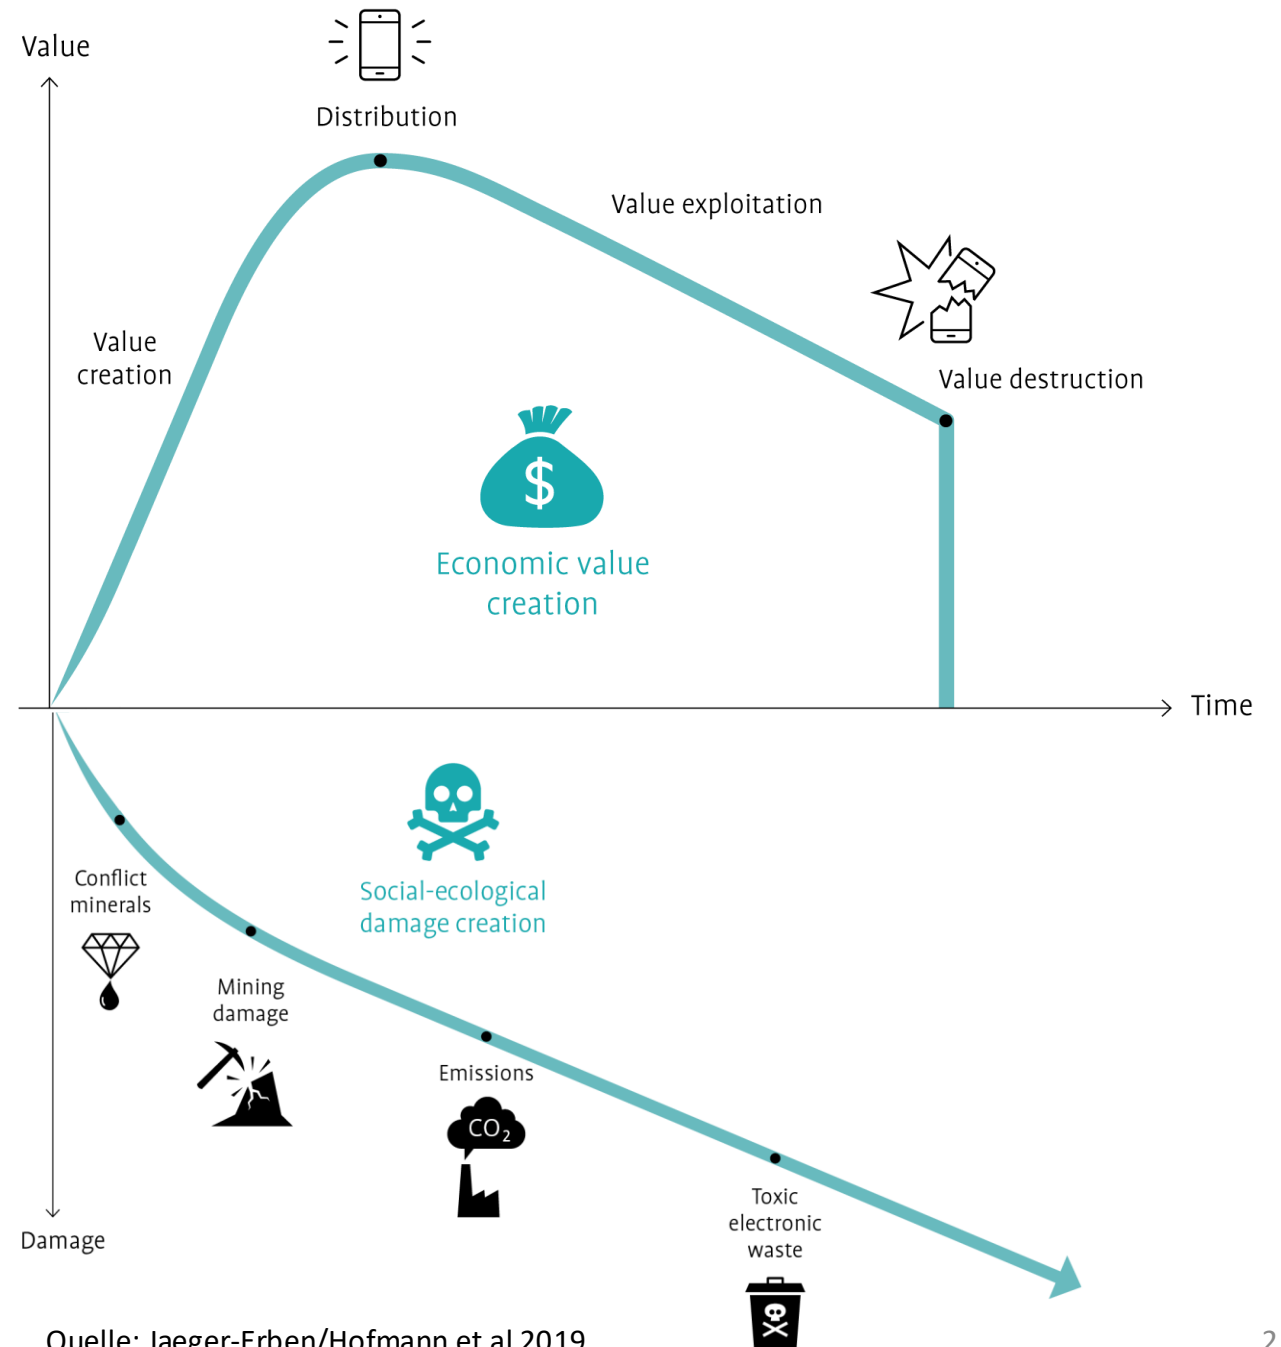 Value
Distribution
Value exploitation
Value
creation
Value destruction
$
Economic value
creation
Time
Social-ecological
damage creation
Conflict
minerals
Mining
damage
Emissions
CO2
Toxic
electronic
waste
Damage
Quelle: Jaeger-Erben/Hofmann et al 2019
2